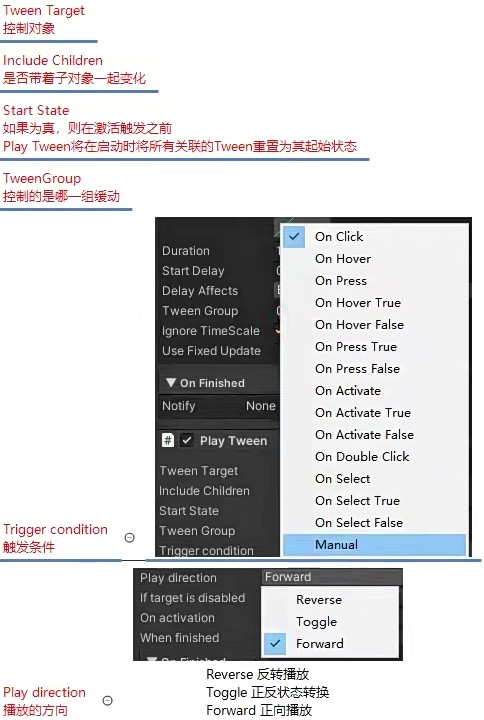 Tween Target
控制对象
Include Children
是否带着子对象一起变化
Start State
如果为真，则在激活触发之前
Play Tween将在启动时将所有关联的Tween重置为其起始状态
TweenGroup
控制的是哪一组缓动
Duration
Start Delay
Delay Affects
Tween Group
Ignore TimeScale
Use Fixed Update
▼ On Finished
Notify None
# Play Tween
Tween Target
Include Children
Start State
Tween Group
Trigger condition
On Click
On Hover
On Press
On Hover True
On Hover False
On Press True
On Press False
On Activate
On Activate True
On Activate False
On Double Click
On Select
On Select True
On Select False
Manual
Trigger condition
触发条件
Play direction Forward
If target is disabled
On activation
When finished
Reverse
Toggle
Forward
Reverse 反转播放
Toggle 正反状态转换
Forward 正向播放
Play direction
播放的方向